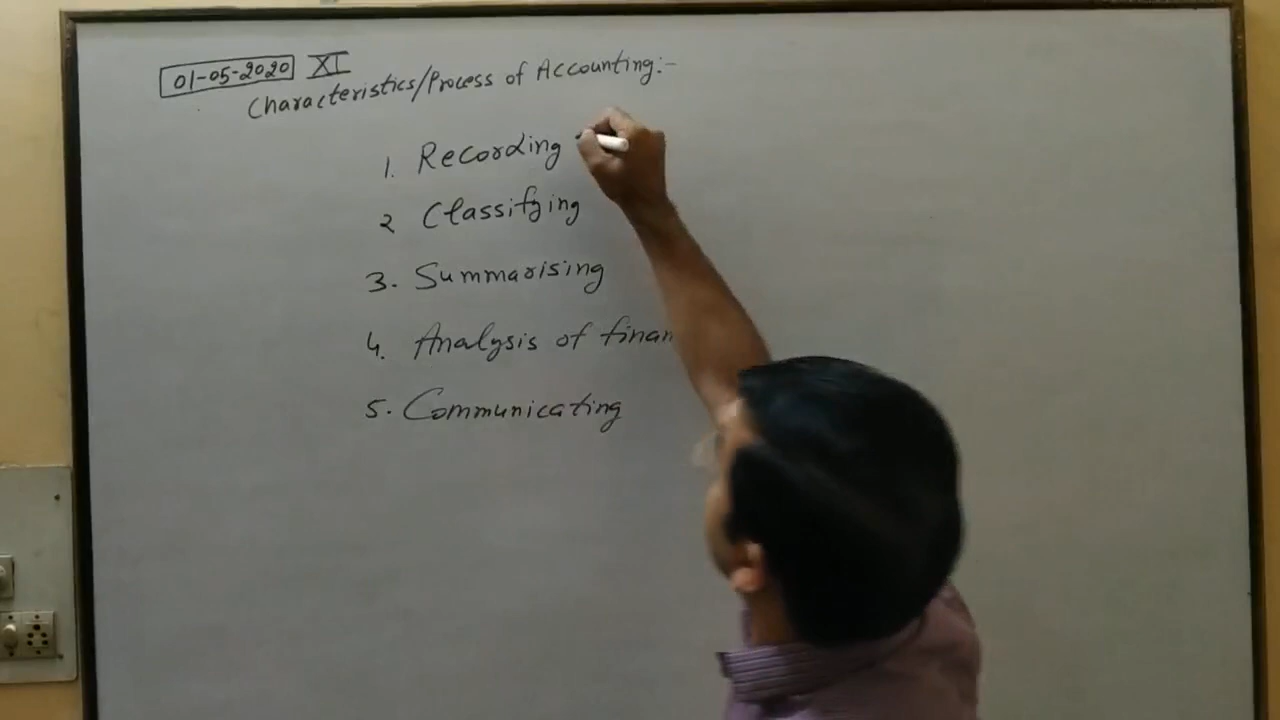 01-05-2020 XI
Characteristics/Process of Accounting:-
1. Recording
2 Classifying
3. Summarising
4. Analysis of finan
5. Communicating